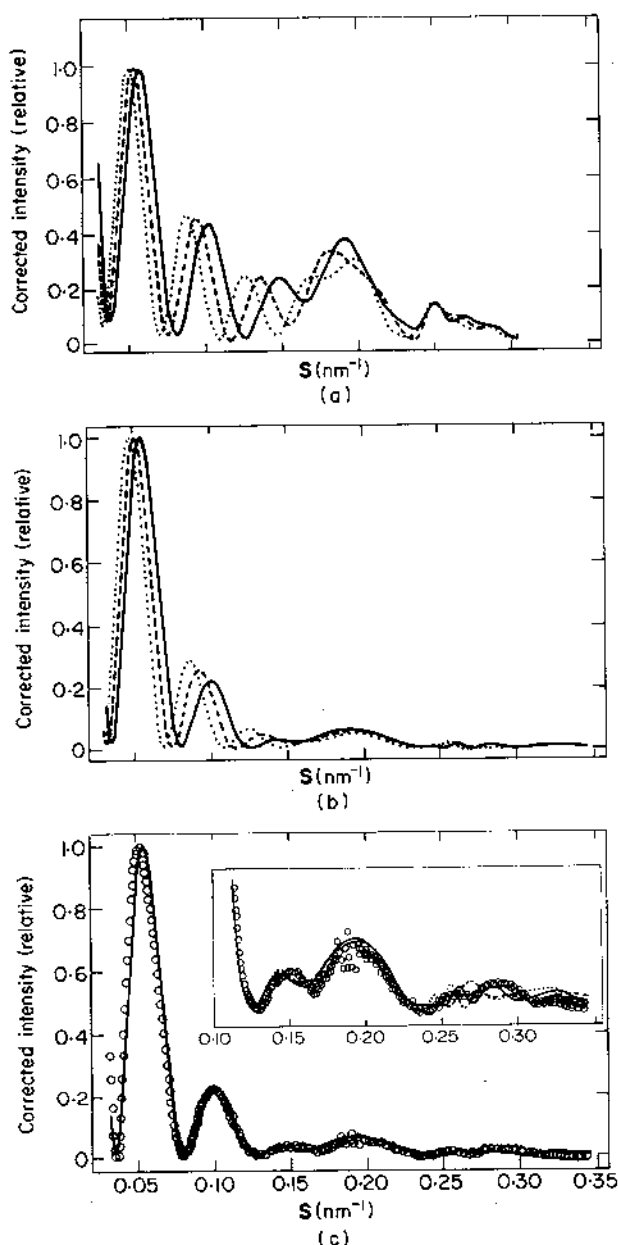 Corrected intensity (relative)
1·0
0·8
0·6
0·4
0·2
0
S(nm⁻¹)
(a)
Corrected intensity (relative)
1·0
0·8
0·6
0·4
0·2
0
S(nm⁻¹)
(b)
Corrected intensity (relative)
1·0
0·8
0·6
0·4
0·2
0
0·10 0·15 0·20 0·25 0·30
0·05 0·10 0·15 0·20 0·25 0·30 0·35
S(nm⁻¹)
(c)